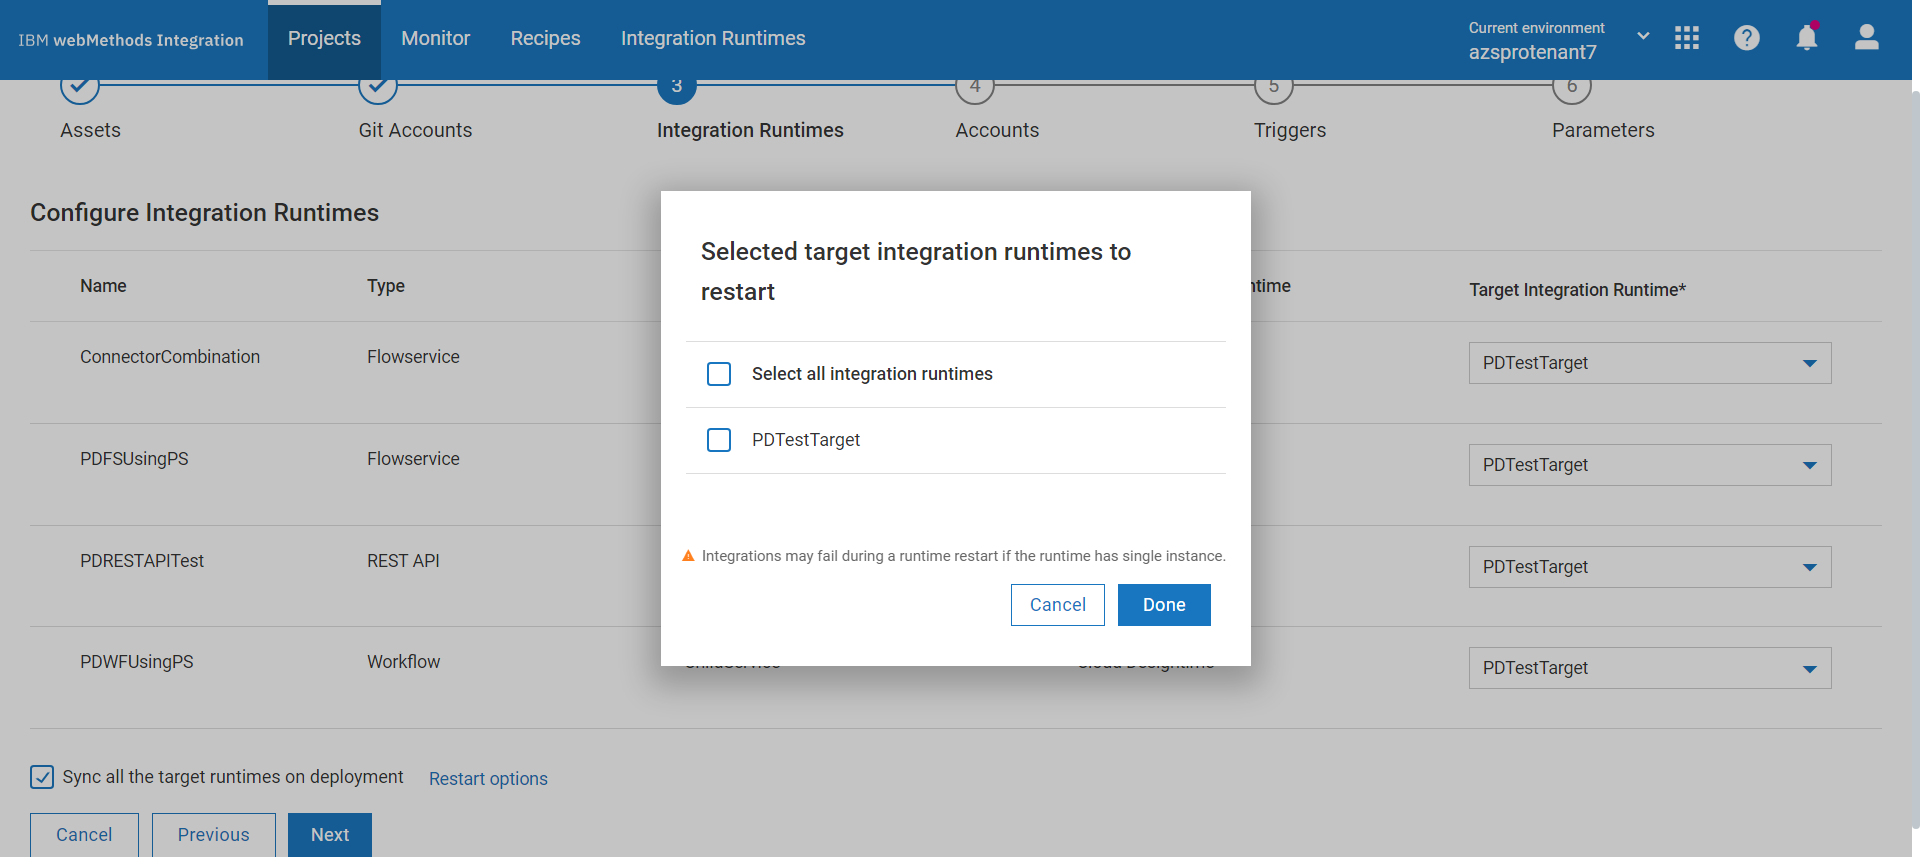 IBM webMethods Integration
Projects
Monitor
Recipes
Integration Runtimes
Current environment
azsprotenant7
3
4
5
6
Assets
Git Accounts
Integration Runtimes
Accounts
Triggers
Parameters
Configure Integration Runtimes
Name
Type
Target Integration Runtime*
ConnectorCombination
Flowservice
PDTestTarget
PDFSUsingPS
Flowservice
PDTestTarget
PDRESTAPITest
REST API
PDTestTarget
PDWFUsingPS
Workflow
PDTestTarget
Selected target integration runtimes to
restart
Select all integration runtimes
PDTestTarget
Integrations may fail during a runtime restart if the runtime has single instance.
Cancel
Done
Sync all the target runtimes on deployment
Restart options
Cancel
Previous
Next